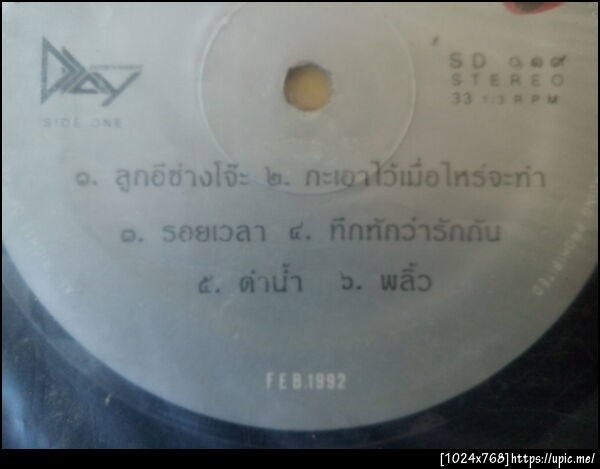 Play
SIDE ONE
SD ๐๑๙
STEREO
33 1/3 RPM
๑. ลูกอีช่างโจ๊ะ ๒. กะเอาไว้เมื่อไหร่จะทำ
๓. รอยเวลา ๔. ทึกทักว่ารักกัน
๕. ด่าน้ำ ๖. พลิ้ว
FEB.1992
[1024x768]https://upic.me/